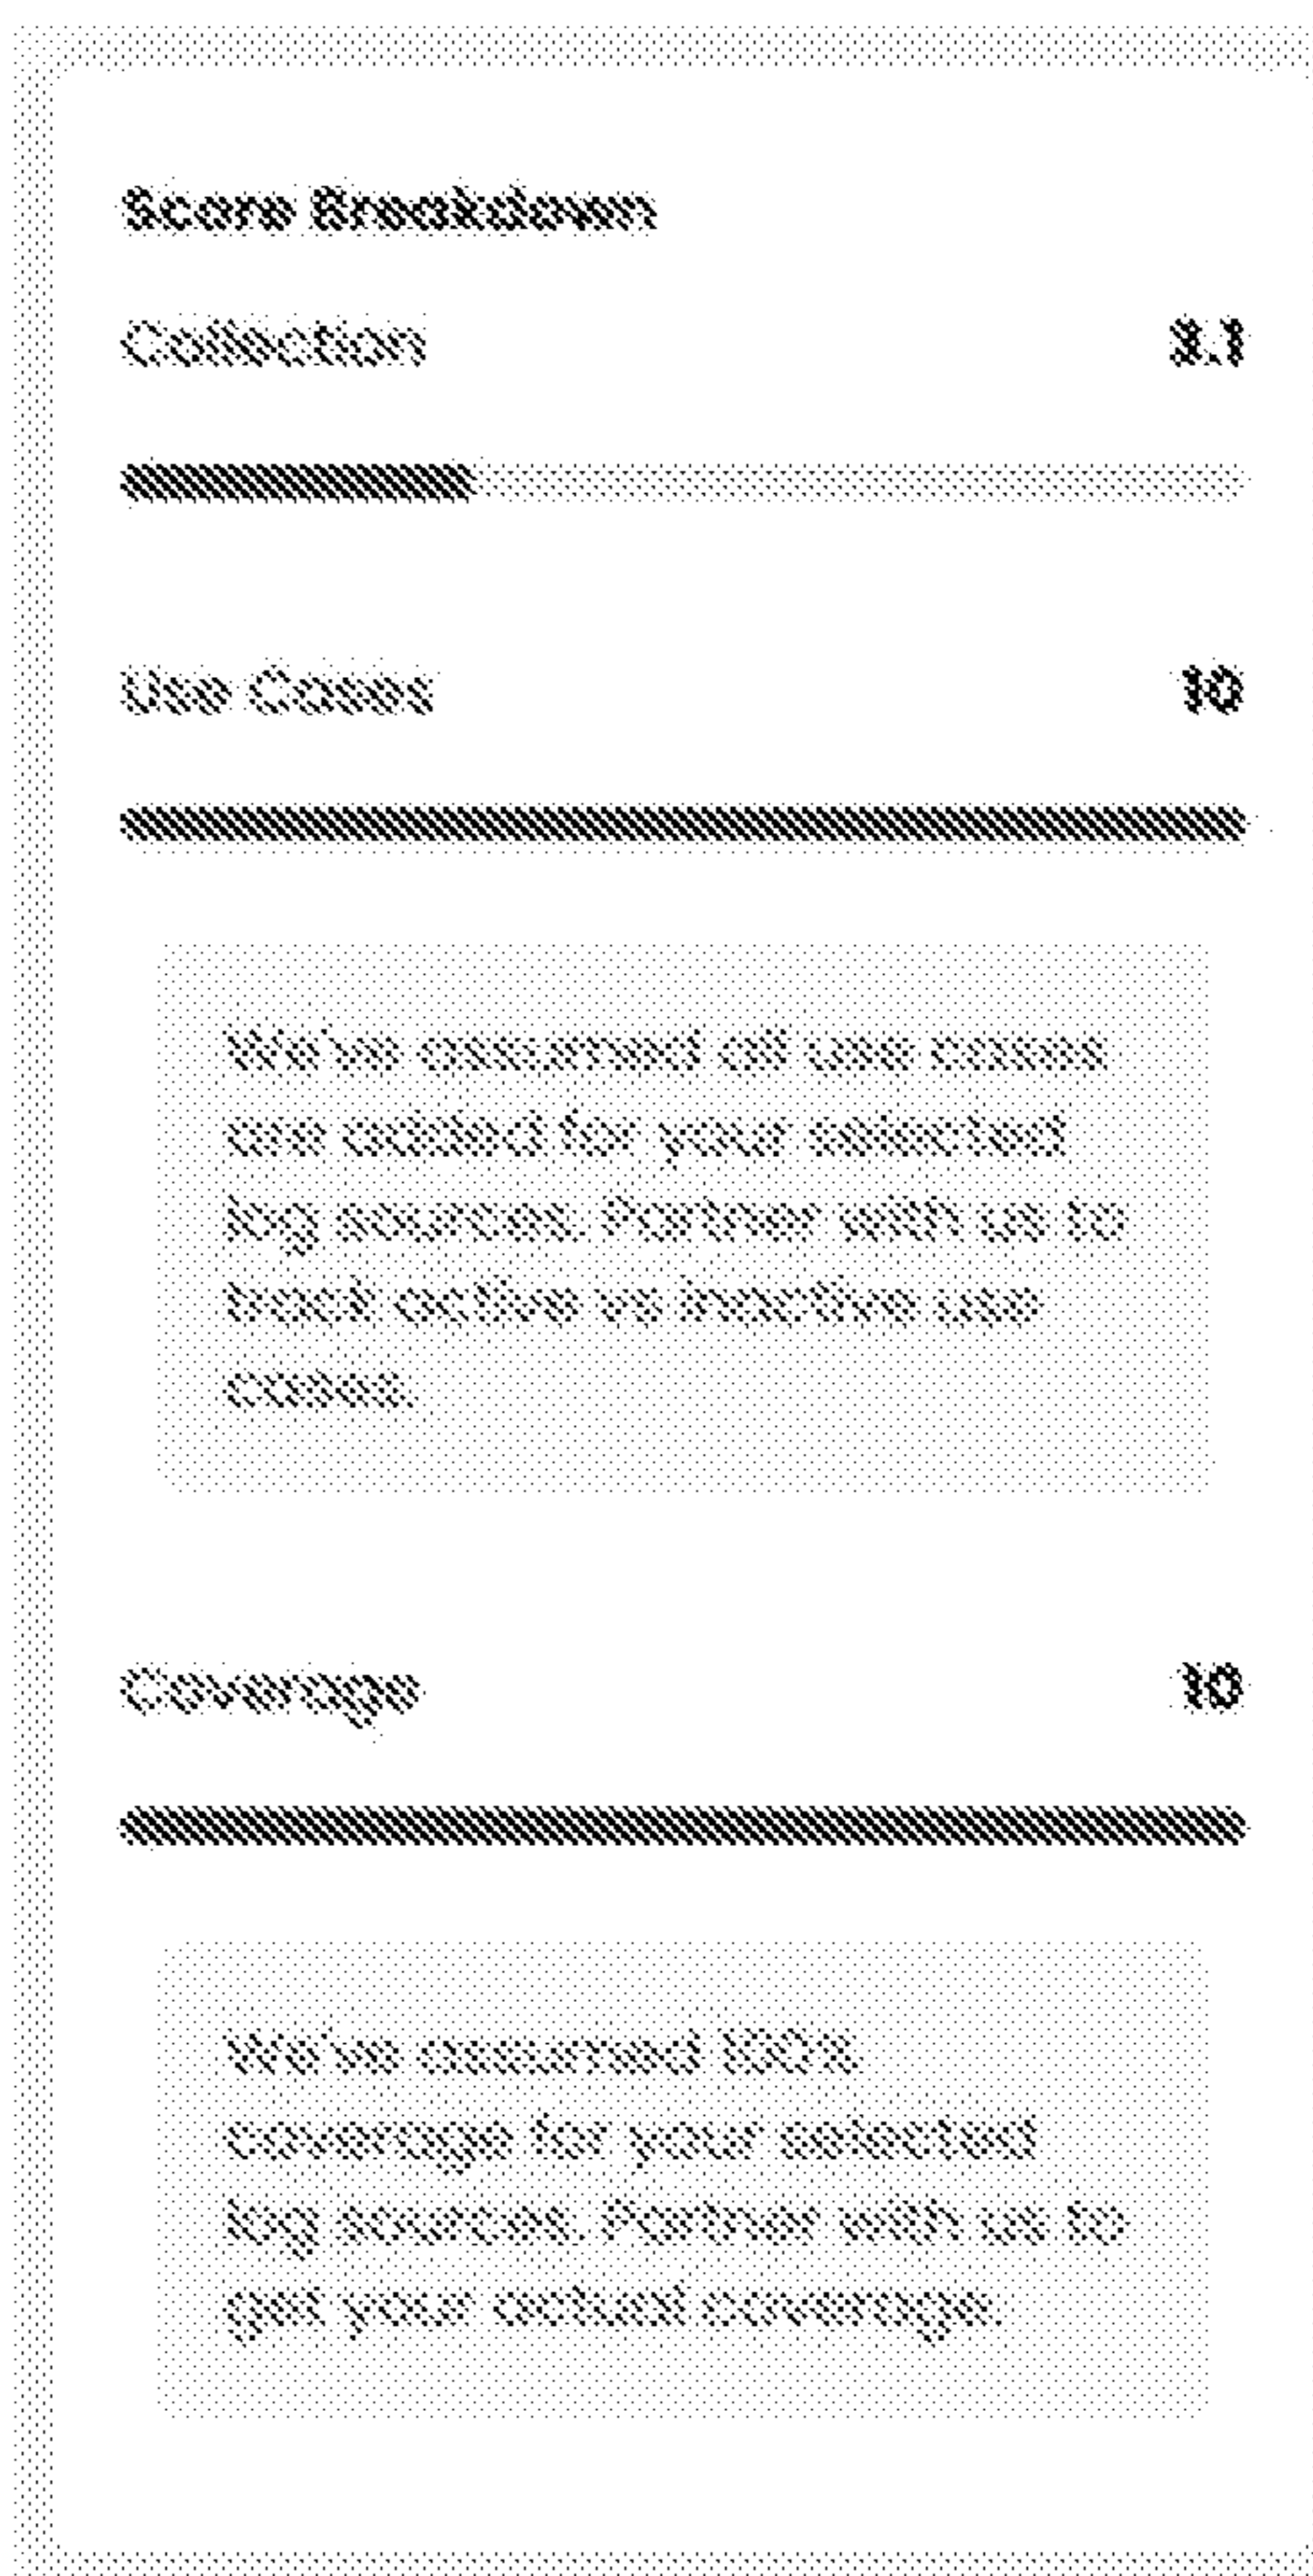 Score Breakdown
Collection 3.1
Use Cases 10
We've assumed all use cases
are added for your selected
log sources. Partner with us to
track active vs inactive use
cases.
Coverage 10
We've assumed 100%
coverage for your selected
log sources. Partner with us to
get your actual coverage.